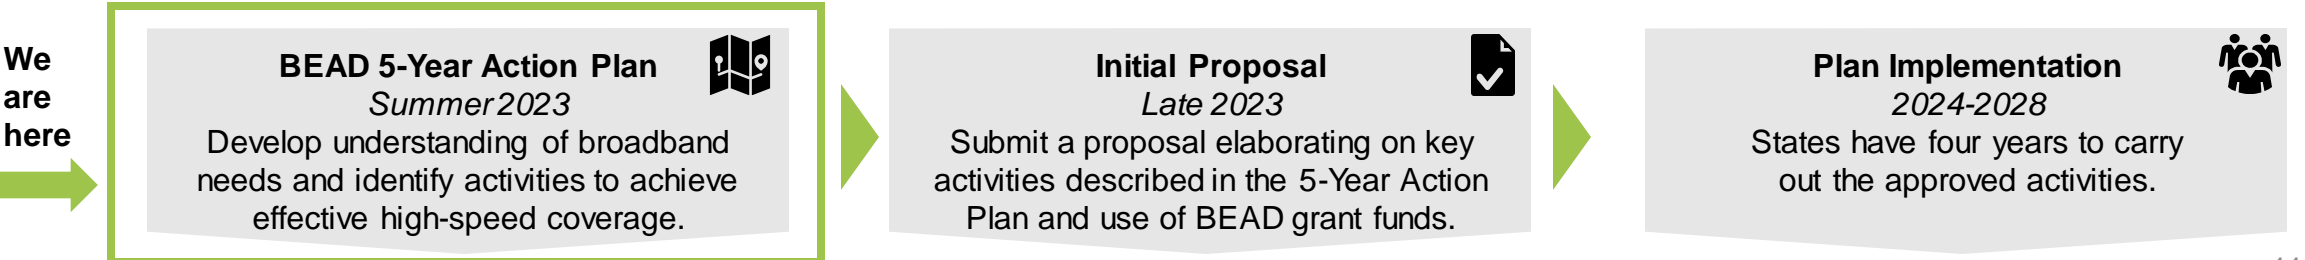 We
are
here
BEAD 5-Year Action Plan
Summer 2023
Develop understanding of broadband
needs and identify activities to achieve
effective high-speed coverage.
Initial Proposal
Late 2023
Submit a proposal elaborating on key
activities described in the 5-Year Action
Plan and use of BEAD grant funds.
Plan Implementation
2024-2028
States have four years to carry
out the approved activities.